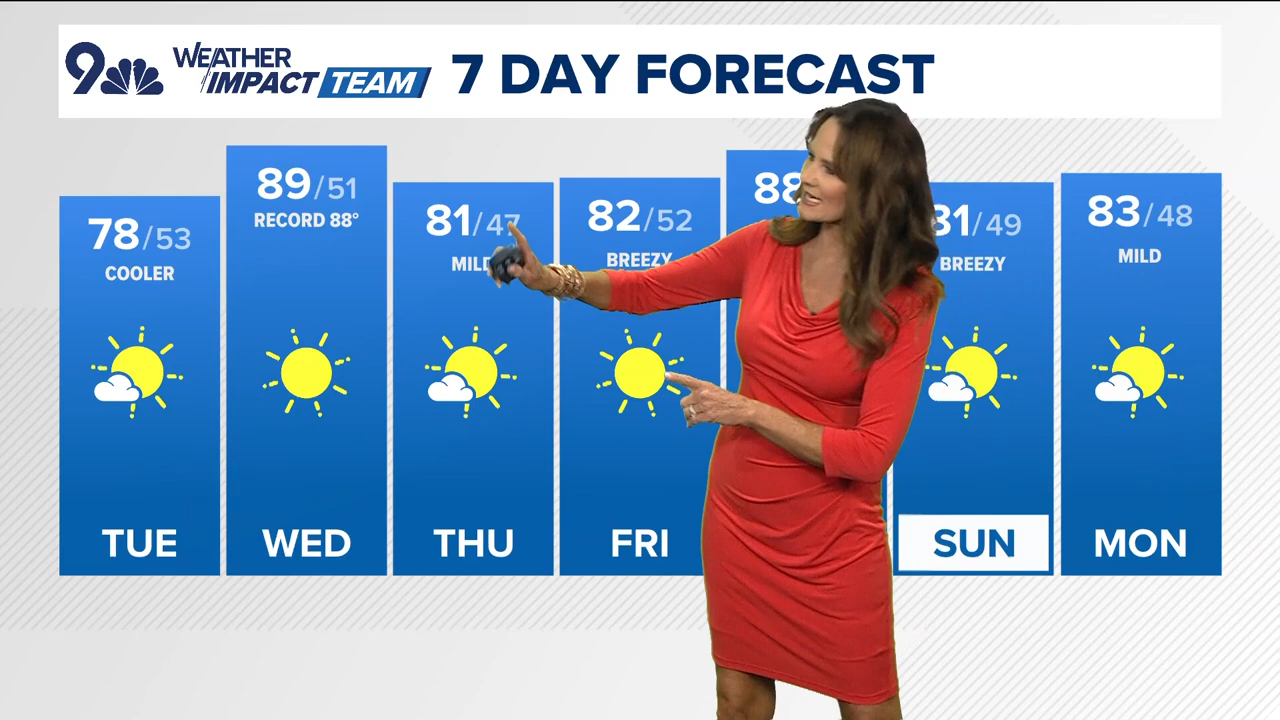 9 WEATHER IMPACT TEAM 7 DAY FORECAST
78/53
COOLER
TUE
89/51
RECORD 88°
WED
81/47
MILD
THU
82/52
BREEZY
FRI
88
81/49
BREEZY
SUN
83/48
MILD
MON